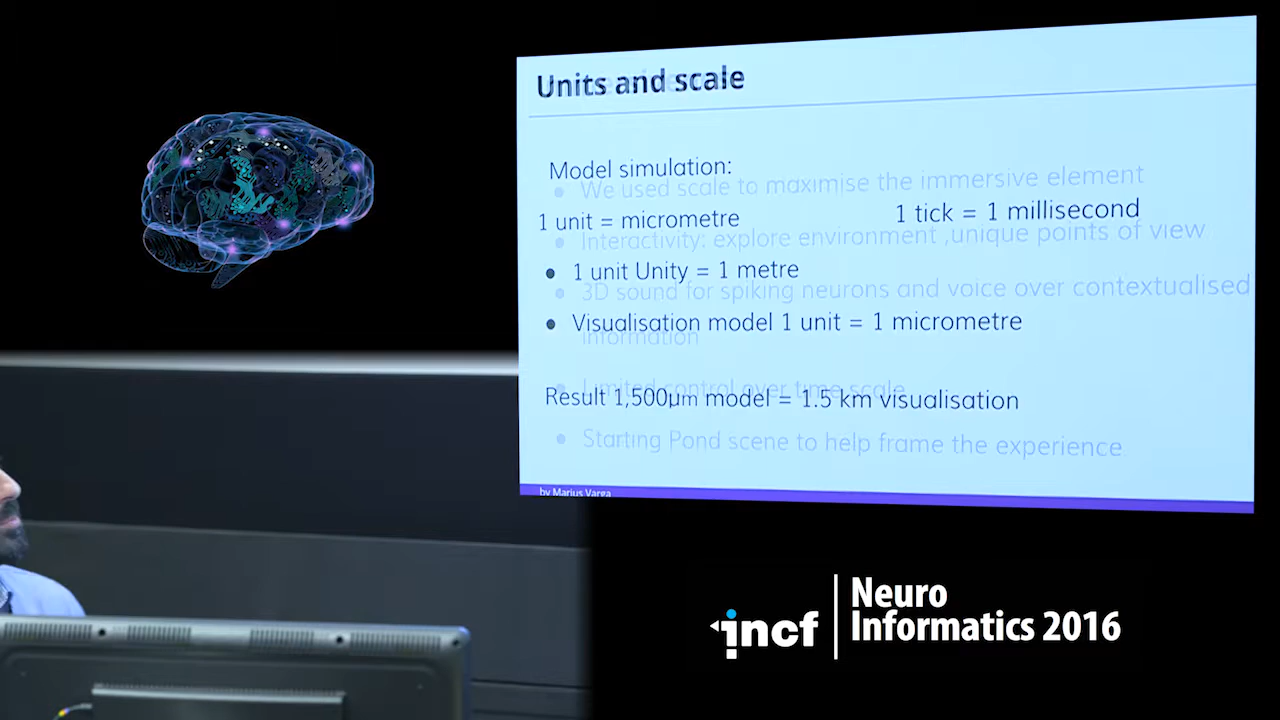 Units and scale
Model simulation:
We used scale to maximise the immersive element
1 unit = micrometre
1 tick = 1 millisecond
Interactivity: explore environment ,unique points of view
1 unit Unity = 1 metre
3D sound for spiking neurons and voice over contextualised
Visualisation model 1 unit = 1 micrometre
information
Limited control over time scale
Result 1,500μm model = 1.5 km visualisation
Starting Pond scene to help frame the experience
by Marius Varga
incf
Neuro
Informatics 2016